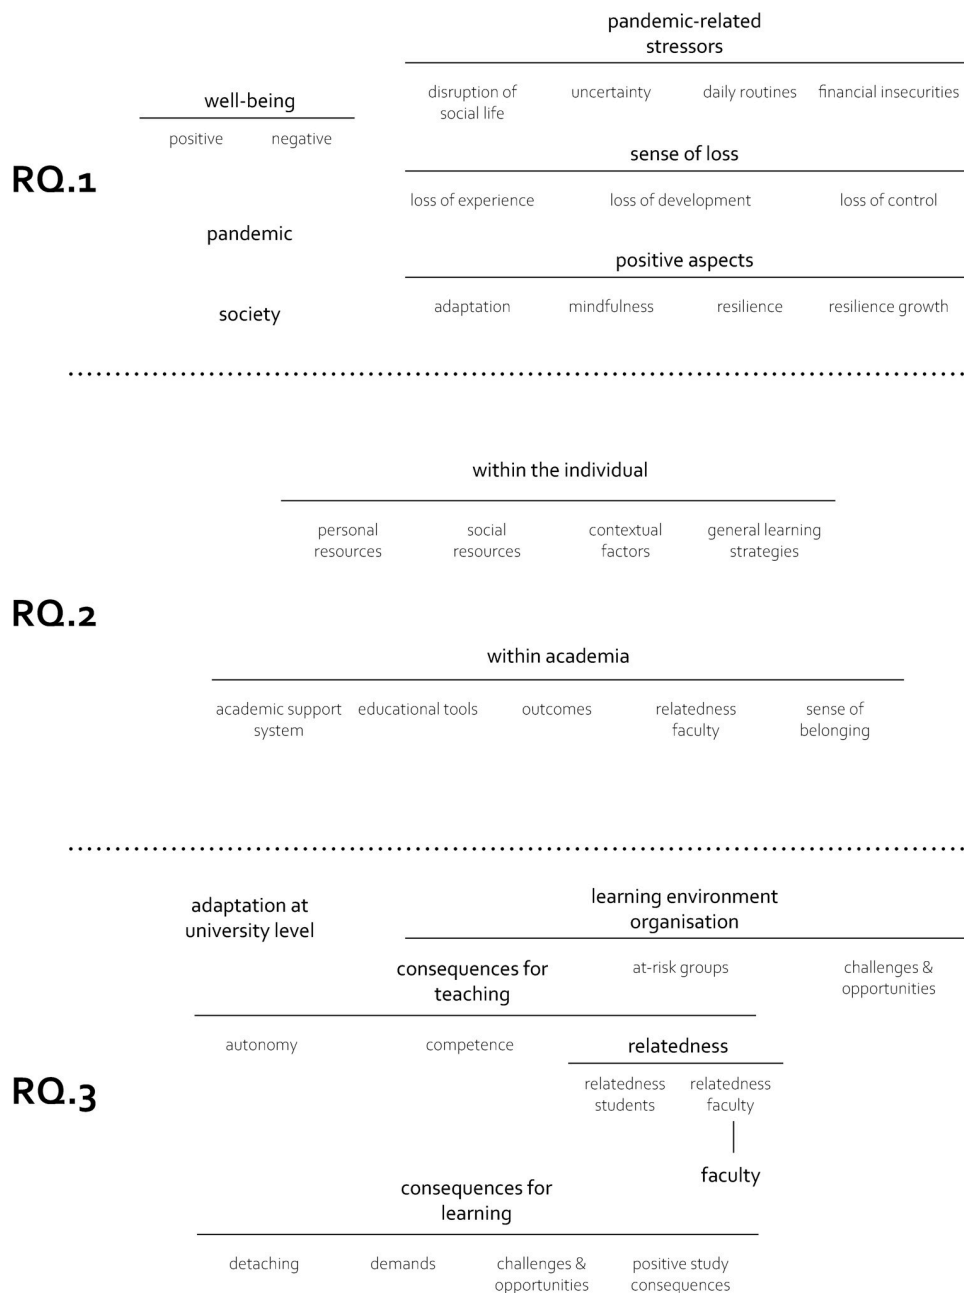 pandemic-related
stressors
well-being
disruption of
social life
uncertainty
daily routines
financial insecurities
positive
negative
RQ.1
sense of loss
loss of experience
loss of development
loss of control
pandemic
positive aspects
society
adaptation
mindfulness
resilience
resilience growth
within the individual
personal
resources
social
resources
contextual
factors
general learning
strategies
RQ.2
within academia
academic support
system
educational tools
outcomes
relatedness
faculty
sense of
belonging
adaptation at
university level
learning environment
organisation
consequences for
teaching
at-risk groups
challenges &
opportunities
autonomy
competence
relatedness
RQ.3
relatedness
students
relatedness
faculty
faculty
consequences for
learning
detaching
demands
challenges &
opportunities
positive study
consequences